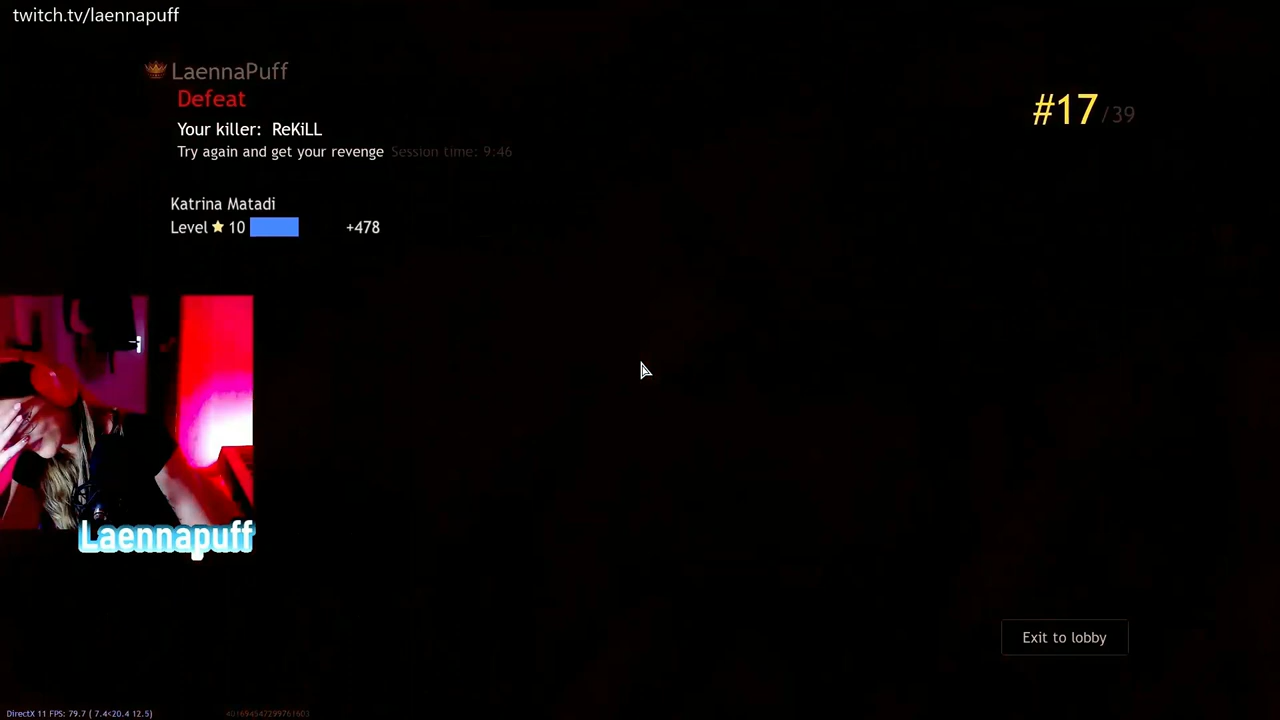 twitch.tv/laennapuff
LaennaPuff
Defeat
#17/39
Your killer: ReKiLL
Try again and get your revenge Session time: 9:46
Katrina Matadi
Level 10 +478
Laennapuff
Exit to lobby
DirectX 11 FPS: 79.7 ( 7.4<20.4 12.5)